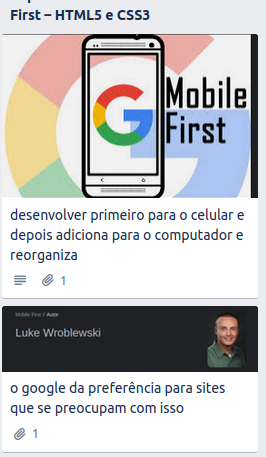 First – HTML5 e CSS3
Mobile
First
desenvolver primeiro para o celular e
depois adiciona para o computador e
reorganiza
1
Mobile First / Autor
Luke Wroblewski
o google da preferência para sites
que se preocupam com isso
1